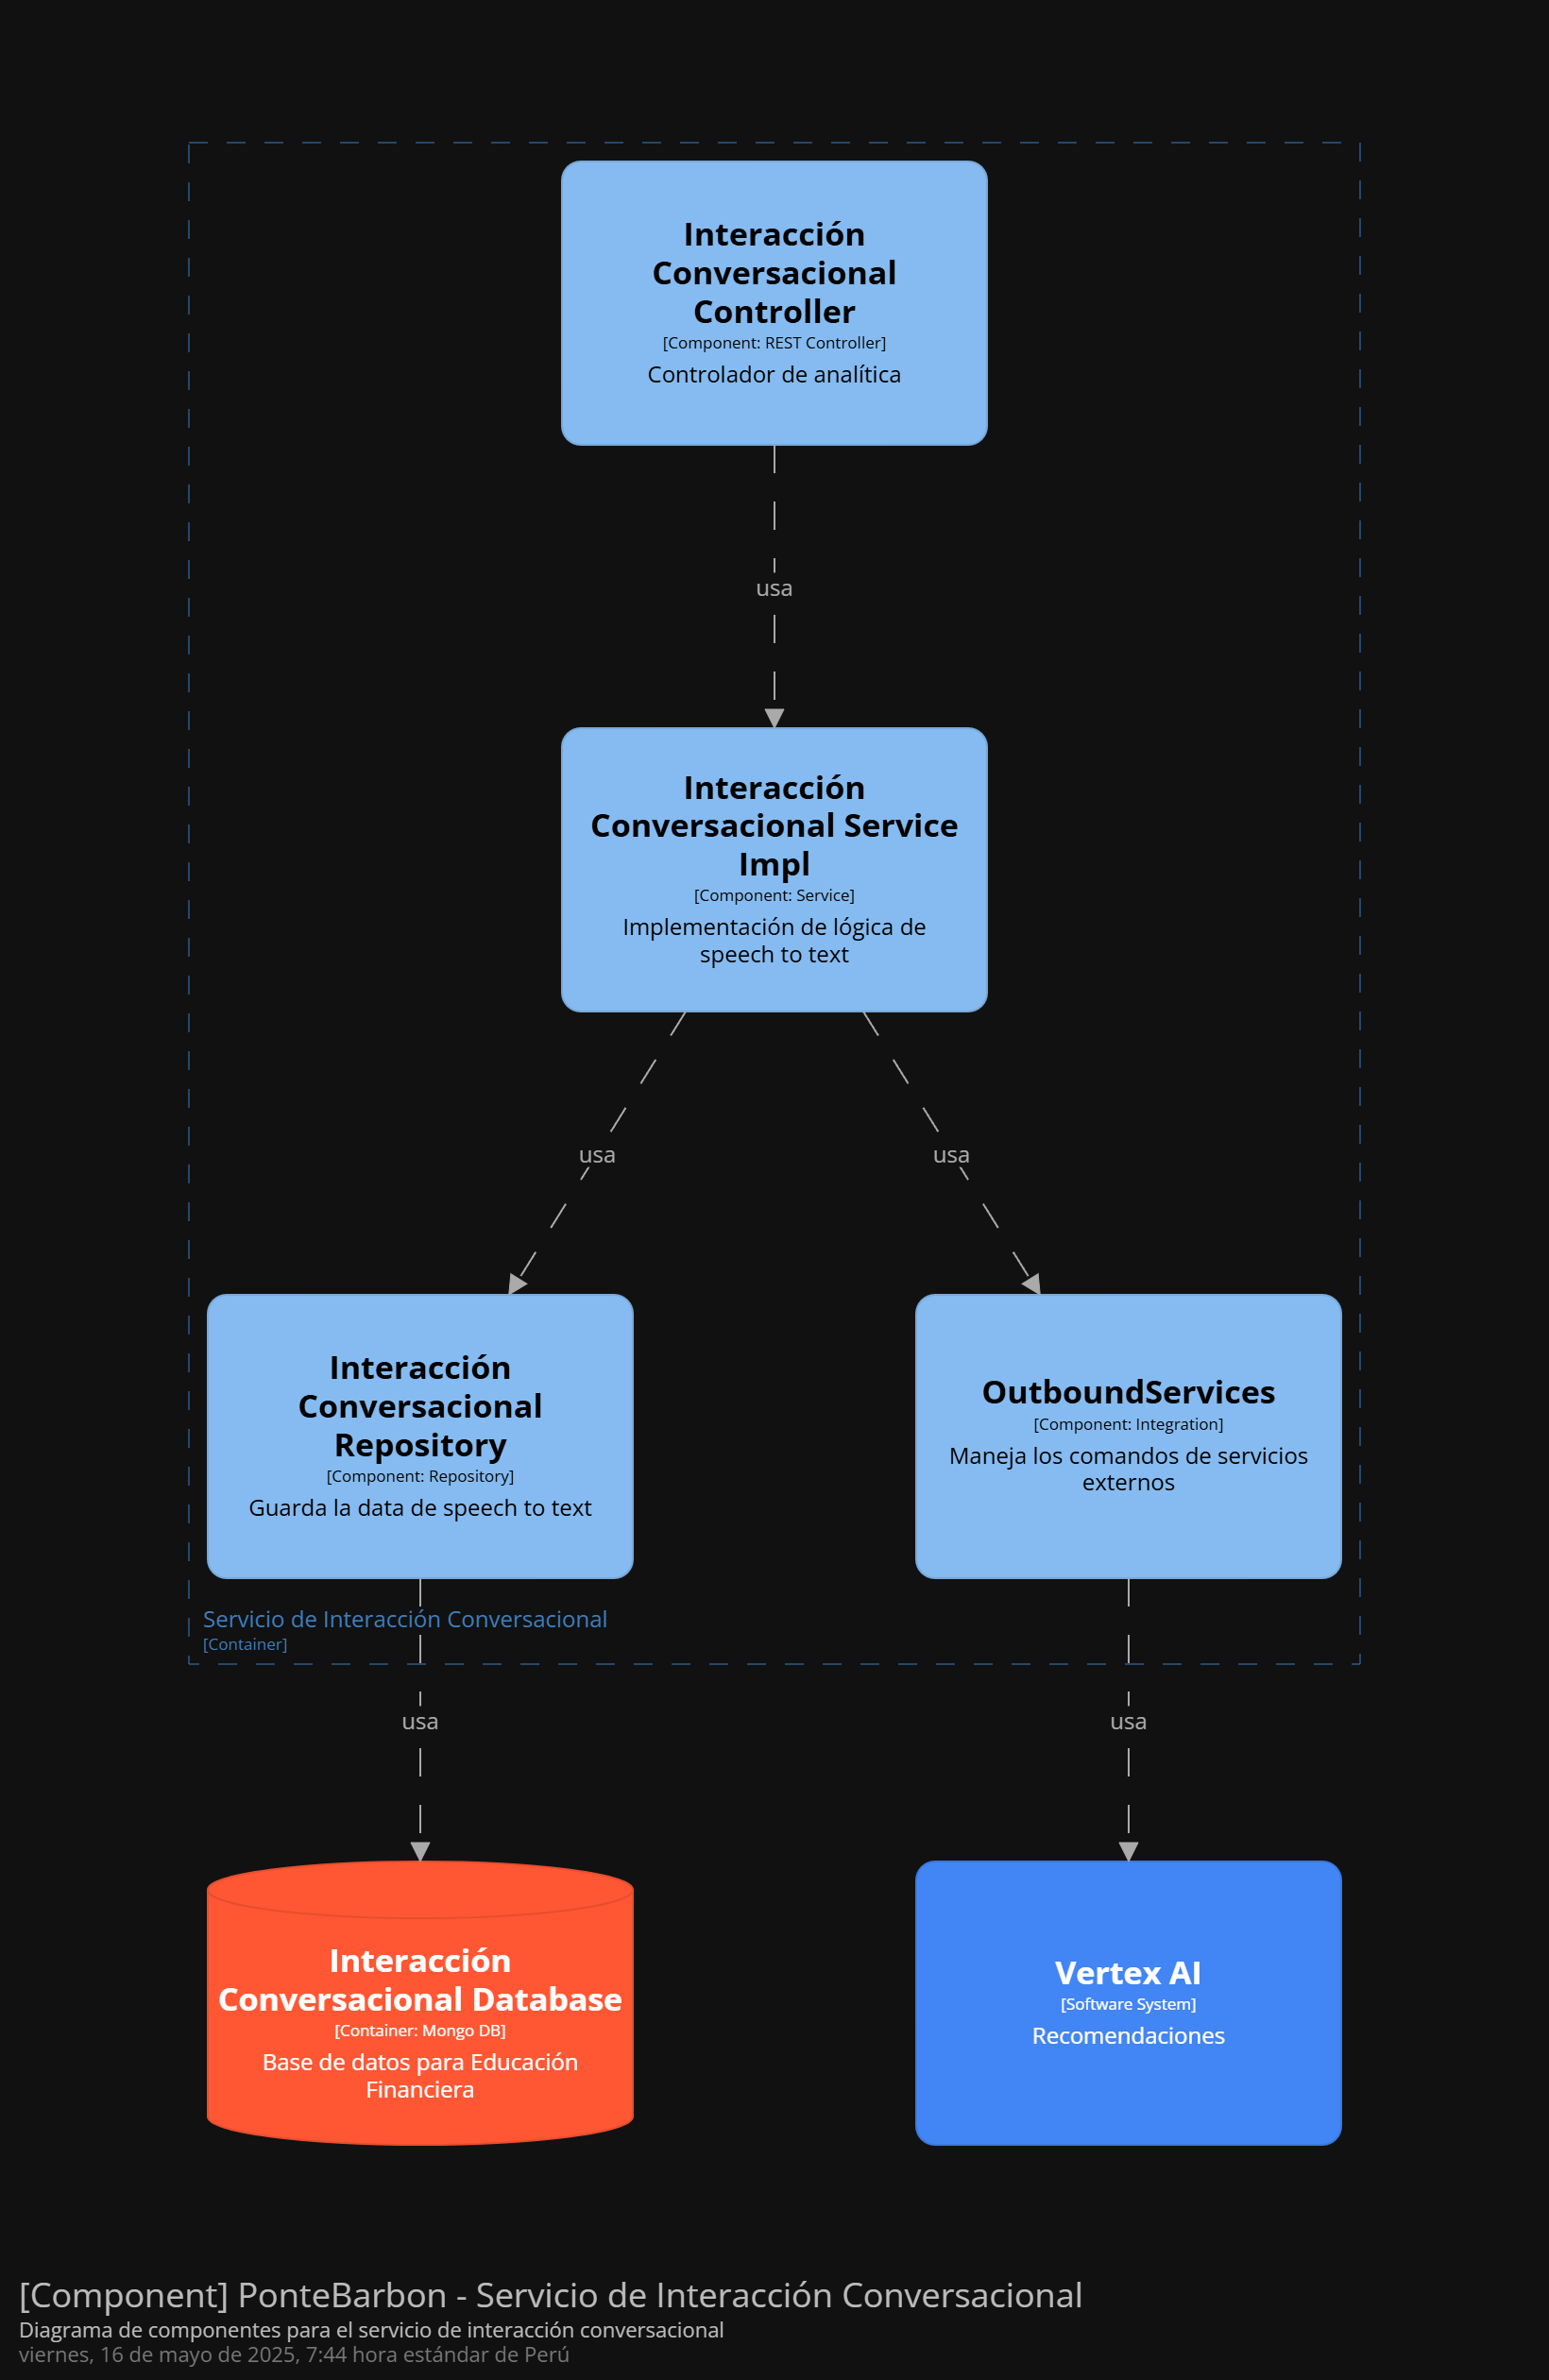 Interacción
Conversacional
Controller
[Component: REST Controller]
Controlador de analítica
usa
Interacción
Conversacional Service
Impl
[Component: Service]
Implementación de lógica de
speech to text
usa
usa
Interacción
Conversacional
Repository
[Component: Repository]
Guarda la data de speech to text
OutboundServices
[Component: Integration]
Maneja los comandos de servicios
externos
Servicio de Interacción Conversacional
[Container]
usa
usa
Interacción
Conversacional Database
[Container: Mongo DB]
Base de datos para Educación
Financiera
Vertex AI
[Software System]
Recomendaciones
[Component] PonteBarbon - Servicio de Interacción Conversacional
Diagrama de componentes para el servicio de interacción conversacional
viernes, 16 de mayo de 2025, 7:44 hora estándar de Perú